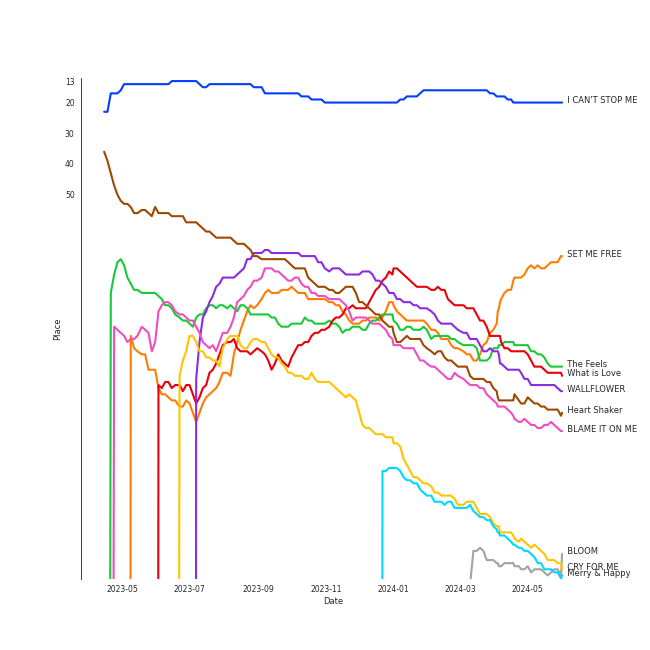 13
20
30
40
50
Place
I CAN'T STOP ME
SET ME FREE
The Feels
What is Love
WALLFLOWER
Heart Shaker
BLAME IT ON ME
BLOOM
CRY FOR ME
Merry & Happy
2023-05
2023-07
2023-09
2023-11
2024-01
2024-03
2024-05
Date